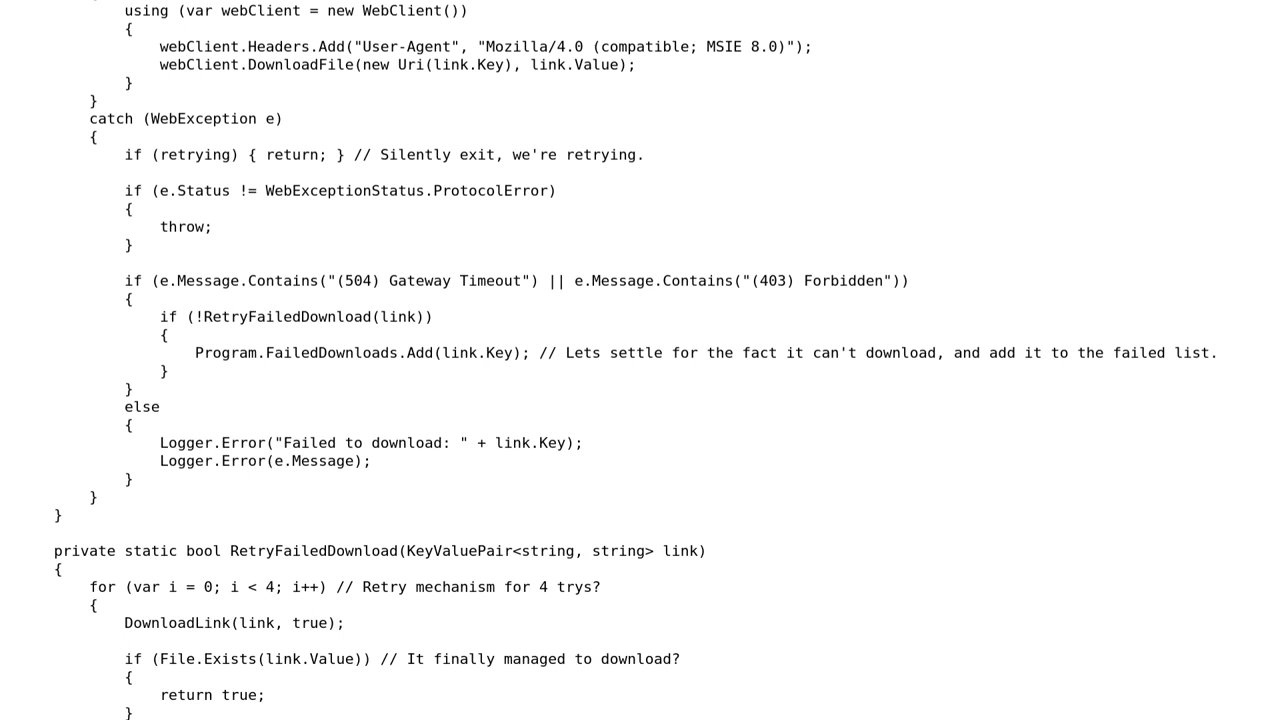 using (var webClient = new WebClient())
{
webClient.Headers.Add("User-Agent", "Mozilla/4.0 (compatible; MSIE 8.0)");
webClient.DownloadFile(new Uri(link.Key), link.Value);
}
}
catch (WebException e)
{
if (retrying) { return; } // Silently exit, we're retrying.
if (e.Status != WebExceptionStatus.ProtocolError)
{
throw;
}
if (e.Message.Contains("(504) Gateway Timeout") || e.Message.Contains("(403) Forbidden"))
{
if (!RetryFailedDownload(link))
{
Program.FailedDownloads.Add(link.Key); // Lets settle for the fact it can't download, and add it to the failed list.
}
}
else
{
Logger.Error("Failed to download: " + link.Key);
Logger.Error(e.Message);
}
}
}
private static bool RetryFailedDownload(KeyValuePair<string, string> link)
{
for (var i = 0; i < 4; i++) // Retry mechanism for 4 trys?
{
DownloadLink(link, true);
if (File.Exists(link.Value)) // It finally managed to download?
{
return true;
}